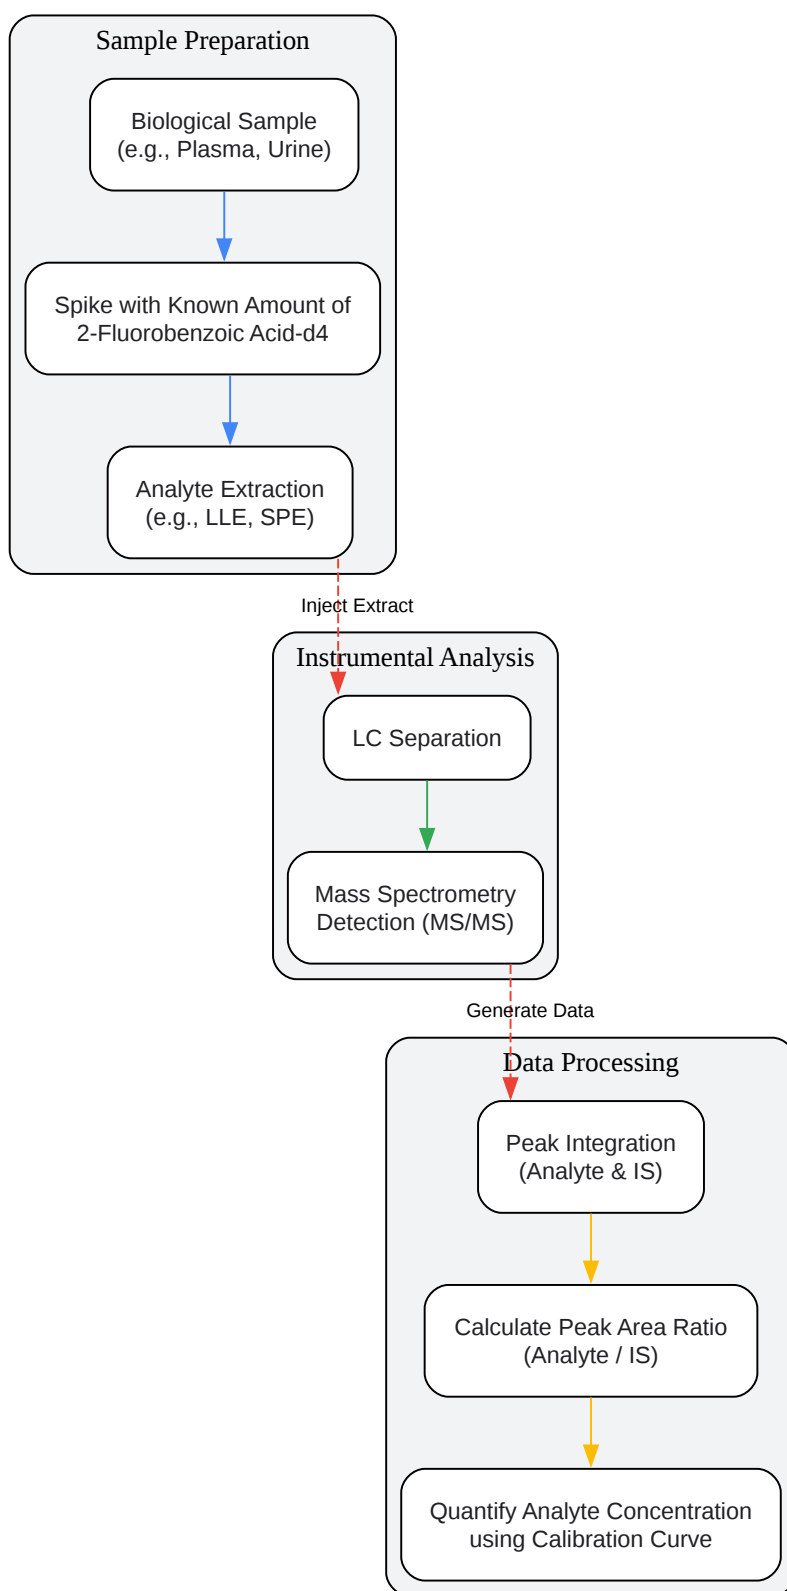 Sample Preparation
Biological Sample
(e.g., Plasma, Urine)
Spike with Known Amount of
2-Fluorobenzoic Acid-d4
Analyte Extraction
(e.g., LLE, SPE)
Inject Extract
Instrumental Analysis
LC Separation
Mass Spectrometry
Detection (MS/MS)
Generate Data
Data Processing
Peak Integration
(Analyte & IS)
Calculate Peak Area Ratio
(Analyte / IS)
Quantify Analyte Concentration
using Calibration Curve